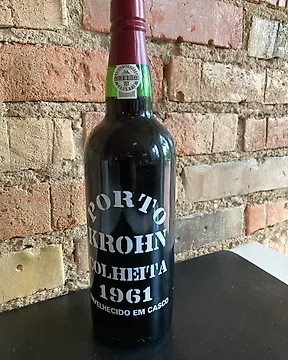 PORTO
KROHN
COLHEITA
1961
ENVELHECIDO EM CASCO